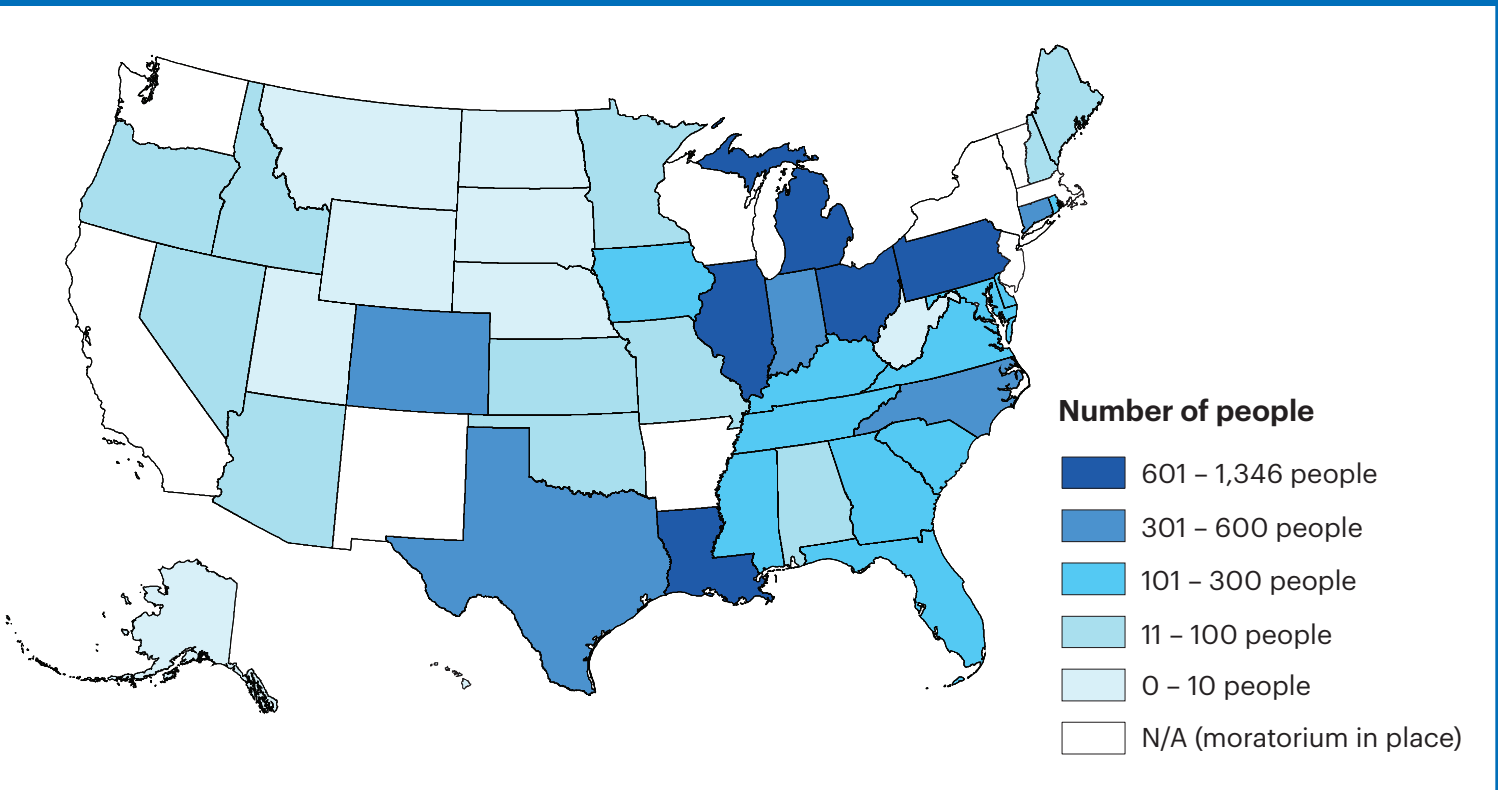 Number of people
601 – 1,346 people
301 – 600 people
101 – 300 people
11 – 100 people
0 – 10 people
N/A (moratorium in place)